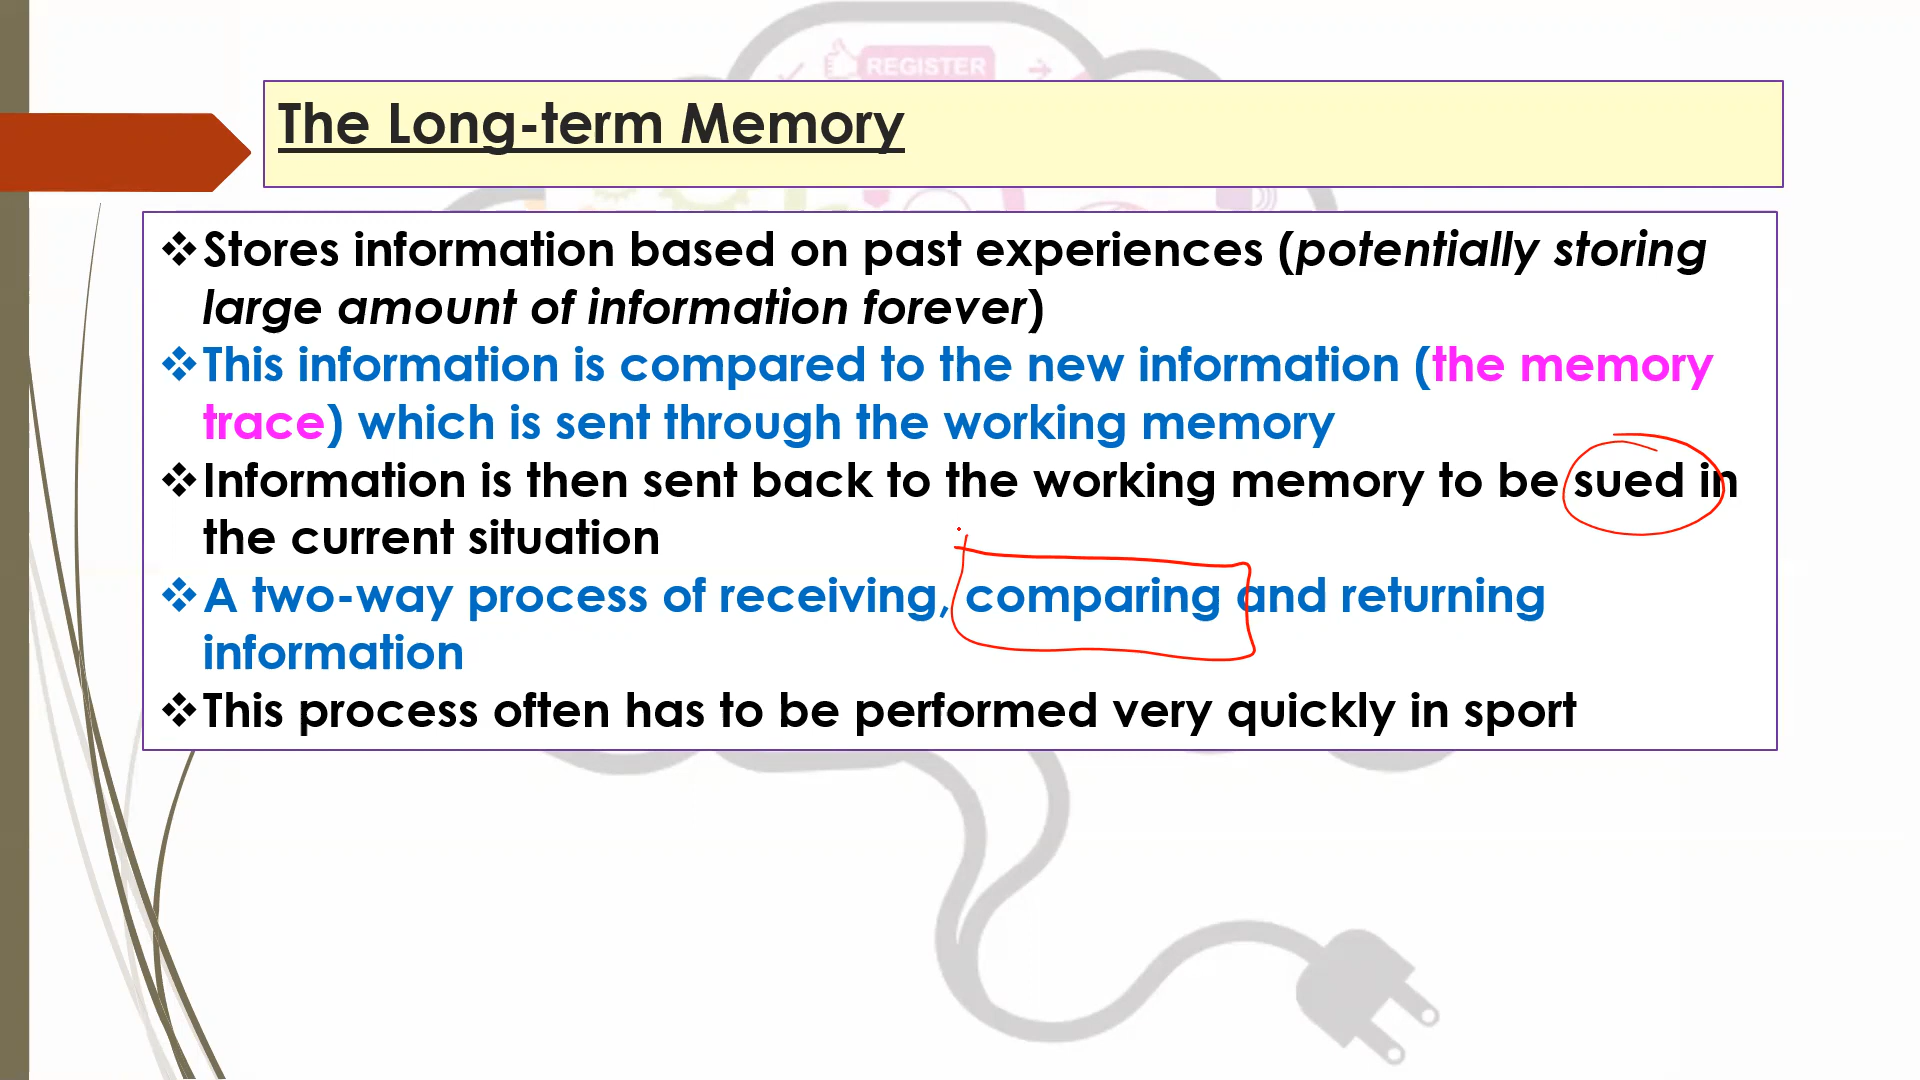 REGISTER
The Long-term Memory
❖Stores information based on past experiences (potentially storing
large amount of information forever)
❖This information is compared to the new information (the memory
trace) which is sent through the working memory
❖Information is then sent back to the working memory to be sued in
the current situation
❖A two-way process of receiving, comparing and returning
information
❖This process often has to be performed very quickly in sport